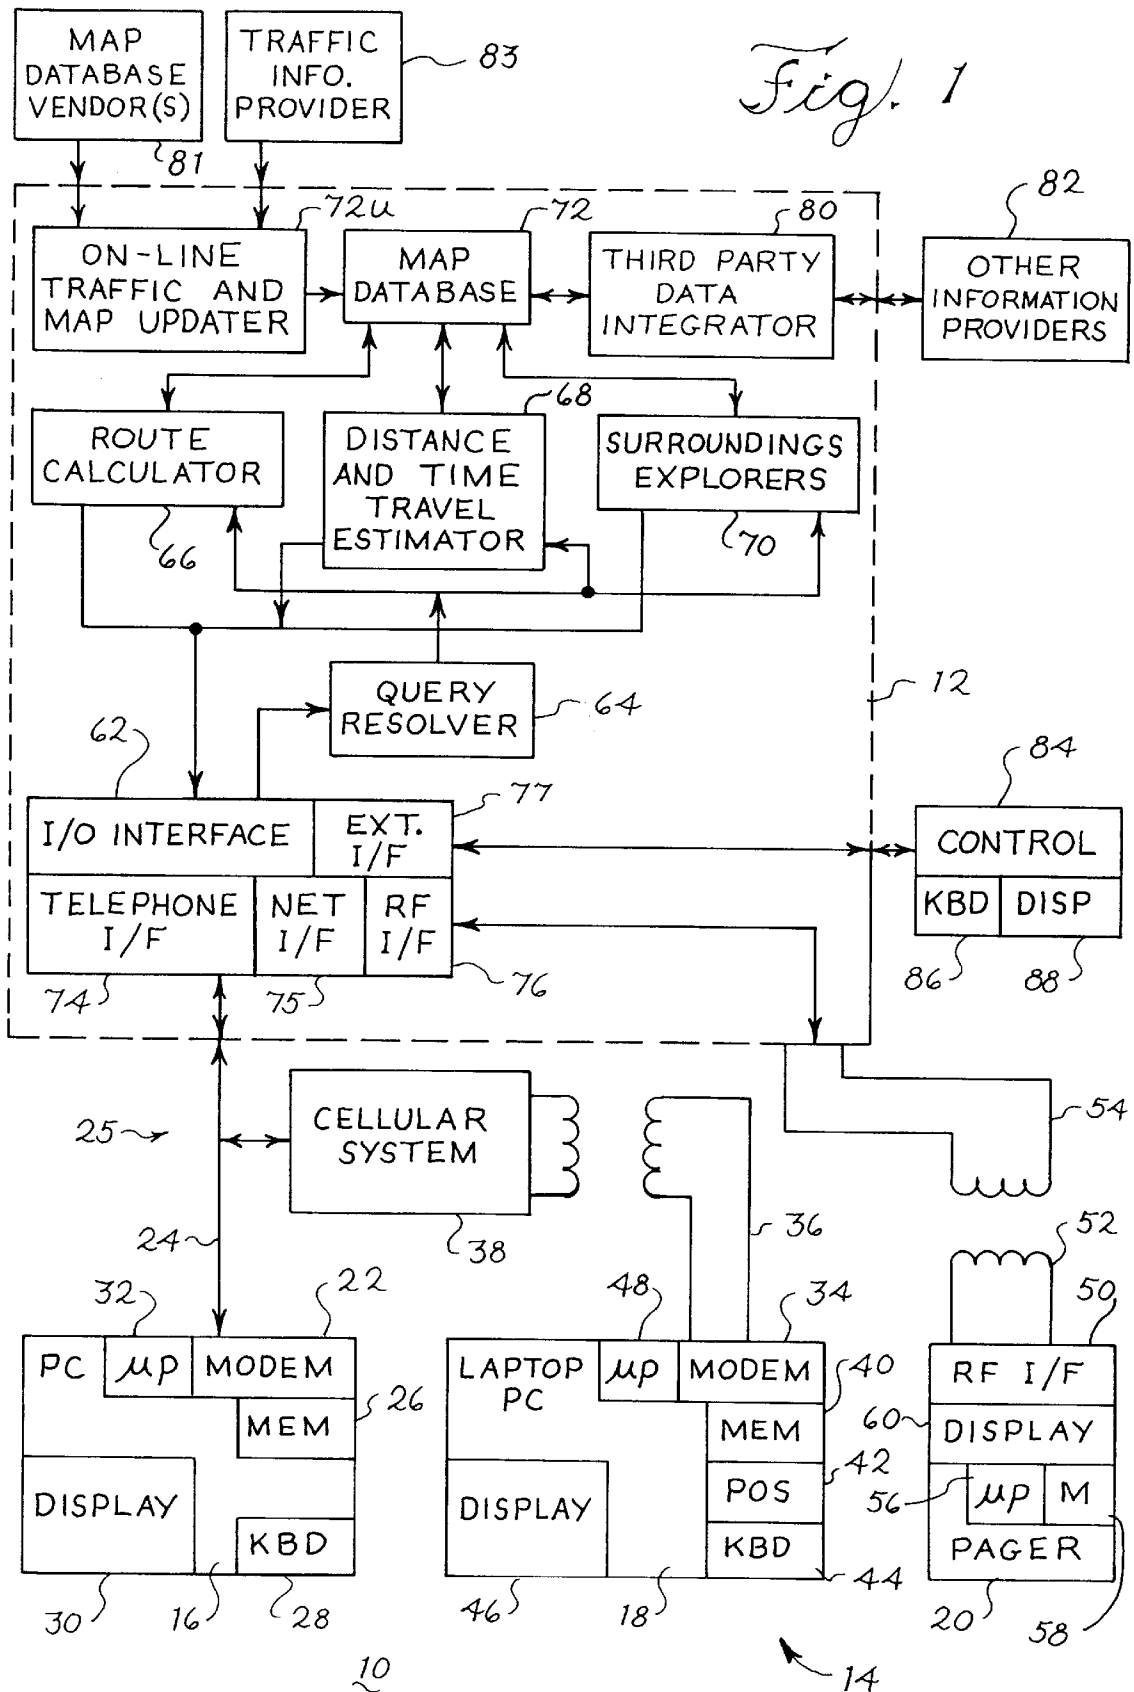 Fig. 1
MAP
DATABASE
VENDOR(S)
81
TRAFFIC
INFO.
PROVIDER
83
72u
ON-LINE
TRAFFIC AND
MAP UPDATER
72
MAP
DATABASE
80
THIRD PARTY
DATA
INTEGRATOR
82
OTHER
INFORMATION
PROVIDERS
ROUTE
CALCULATOR
66
68
DISTANCE
AND TIME
TRAVEL
ESTIMATOR
SURROUNDINGS
EXPLORERS
70
QUERY
RESOLVER
64
12
62
I/O INTERFACE
77
EXT.
I/F
TELEPHONE
I/F
74
NET
I/F
75
RF
I/F
76
84
CONTROL
KBD
DISP
86
88
25
CELLULAR
SYSTEM
38
24
36
54
52
32
22
PC
μP
MODEM
MEM
26
DISPLAY
KBD
30
16
28
48
34
LAPTOP
PC
μP
MODEM
40
MEM
42
POS
DISPLAY
KBD
44
46
18
50
RF I/F
60
DISPLAY
56
μP
M
PAGER
20
58
10
14